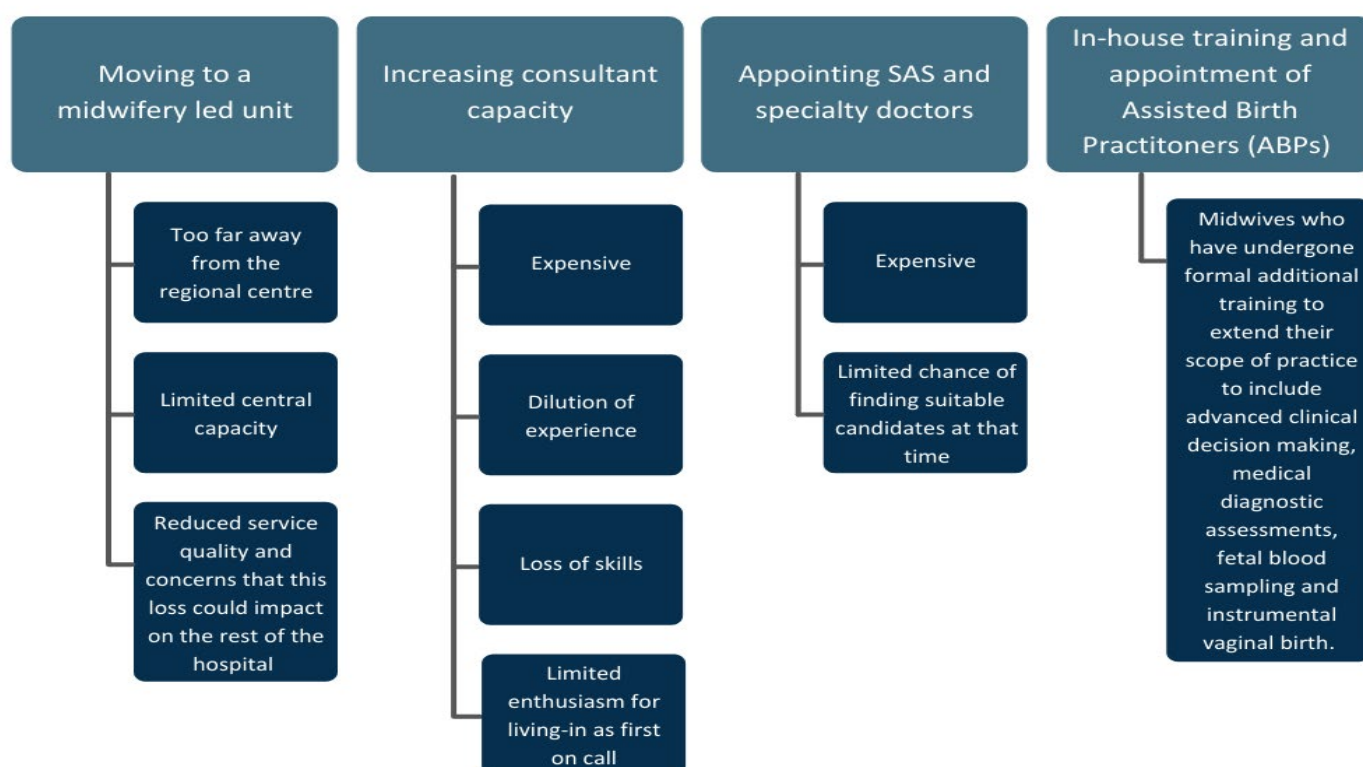 Moving to a
midwifery led unit
Too far away
from the
regional centre
Limited central
capacity
Reduced service
quality and
concerns that this
loss could impact
on the rest of the
hospital
Increasing consultant
capacity
Expensive
Dilution of
experience
Loss of skills
Limited
enthusiasm for
living-in as first
on call
Appointing SAS and
specialty doctors
Expensive
Limited chance of
finding suitable
candidates at that
time
In-house training and
appointment of
Assisted Birth
Practitoners (ABPs)
Midwives who
have undergone
formal additional
training to
extend their
scope of practice
to include
advanced clinical
decision making,
medical
diagnostic
assessments,
fetal blood
sampling and
instrumental
vaginal birth.